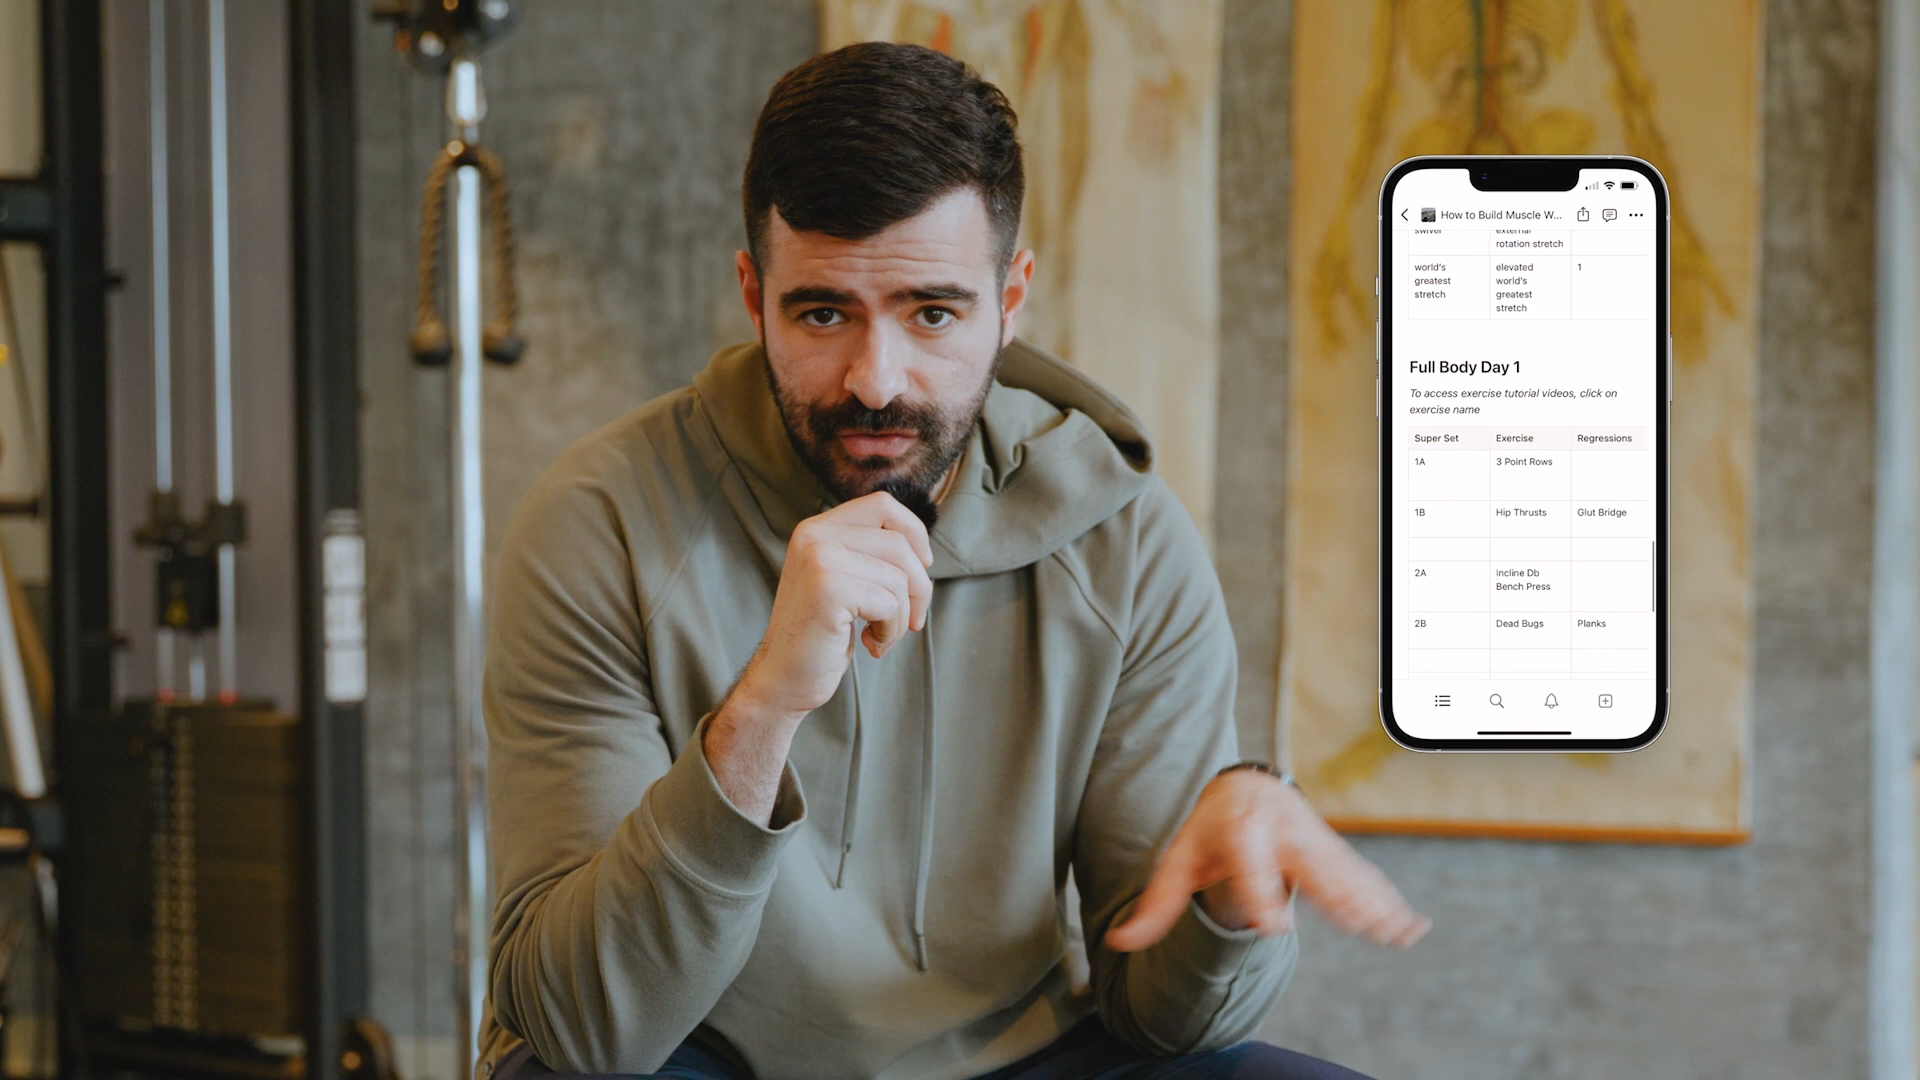 How to Build Muscle W...
swivel external
rotation stretch
world's elevated 1
greatest world's
stretch greatest
stretch
Full Body Day 1
To access exercise tutorial videos, click on
exercise name
Super Set Exercise Regressions
1A 3 Point Rows
1B Hip Thrusts Glut Bridge
2A Incline Db
Bench Press
2B Dead Bugs Planks